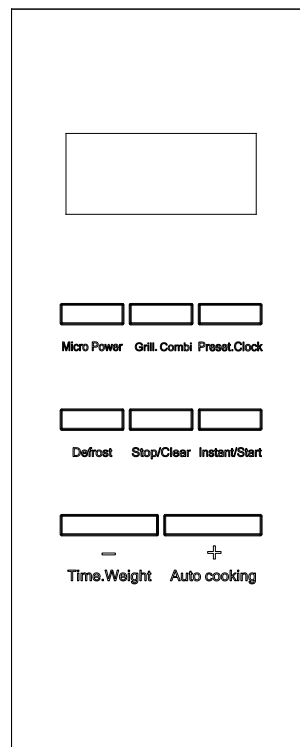 Micro Power Grill. Combi Preset.Clock
Defrost Stop/Clear Instant/Start
− +
Time.Weight Auto cooking